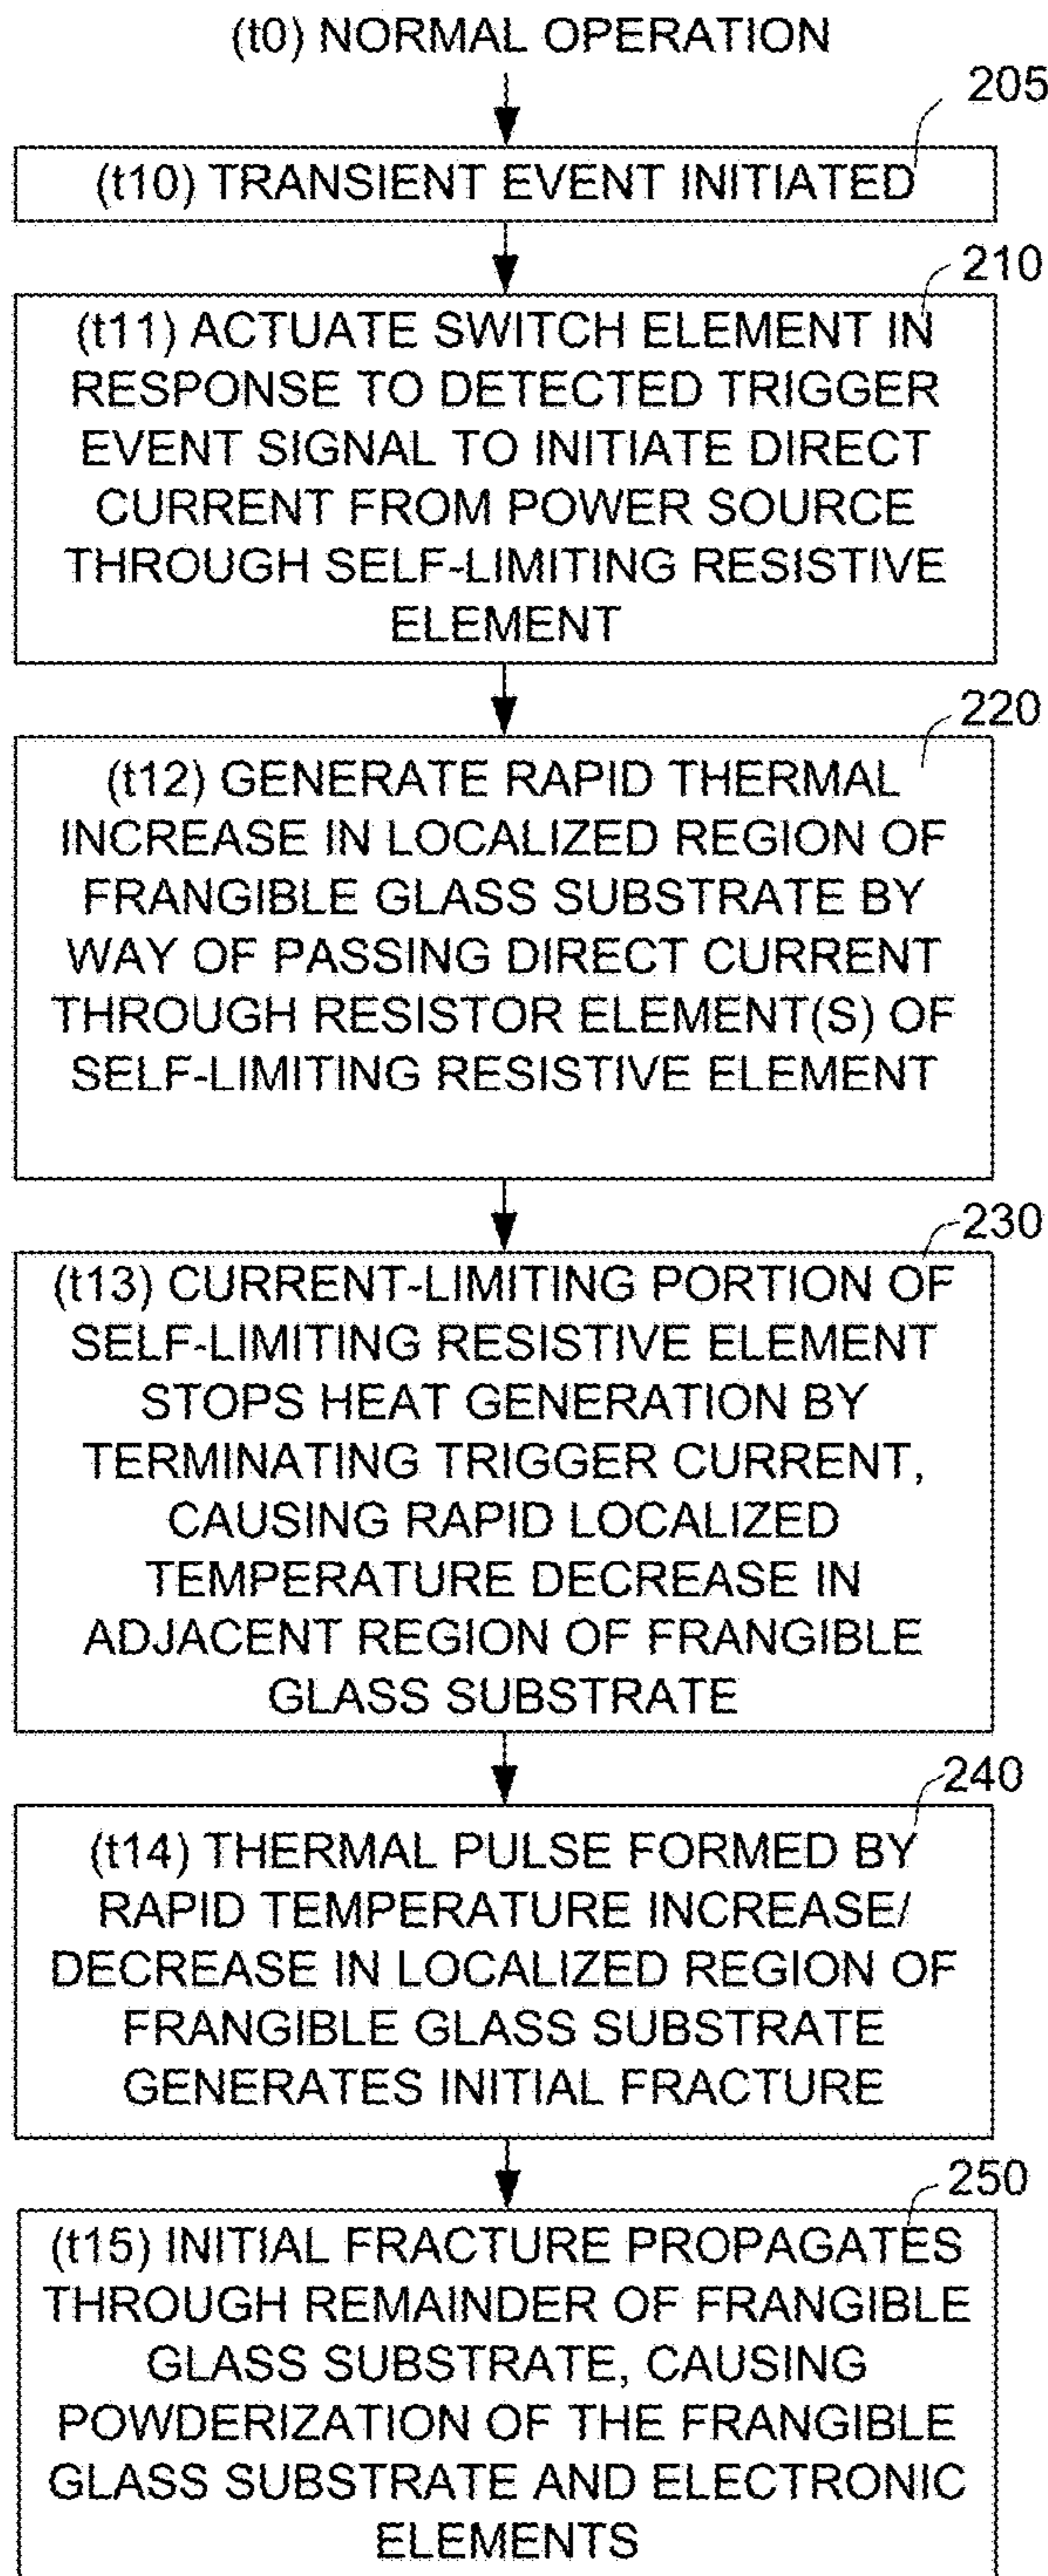 (t0) NORMAL OPERATION
205
(t10) TRANSIENT EVENT INITIATED
210
(t11) ACTUATE SWITCH ELEMENT IN
RESPONSE TO DETECTED TRIGGER
EVENT SIGNAL TO INITIATE DIRECT
CURRENT FROM POWER SOURCE
THROUGH SELF-LIMITING RESISTIVE
ELEMENT
220
(t12) GENERATE RAPID THERMAL
INCREASE IN LOCALIZED REGION OF
FRANGIBLE GLASS SUBSTRATE BY
WAY OF PASSING DIRECT CURRENT
THROUGH RESISTOR ELEMENT(S) OF
SELF-LIMITING RESISTIVE ELEMENT
230
(t13) CURRENT-LIMITING PORTION OF
SELF-LIMITING RESISTIVE ELEMENT
STOPS HEAT GENERATION BY
TERMINATING TRIGGER CURRENT,
CAUSING RAPID LOCALIZED
TEMPERATURE DECREASE IN
ADJACENT REGION OF FRANGIBLE
GLASS SUBSTRATE
240
(t14) THERMAL PULSE FORMED BY
RAPID TEMPERATURE INCREASE/
DECREASE IN LOCALIZED REGION OF
FRANGIBLE GLASS SUBSTRATE
GENERATES INITIAL FRACTURE
250
(t15) INITIAL FRACTURE PROPAGATES
THROUGH REMAINDER OF FRANGIBLE
GLASS SUBSTRATE, CAUSING
POWDERIZATION OF THE FRANGIBLE
GLASS SUBSTRATE AND ELECTRONIC
ELEMENTS